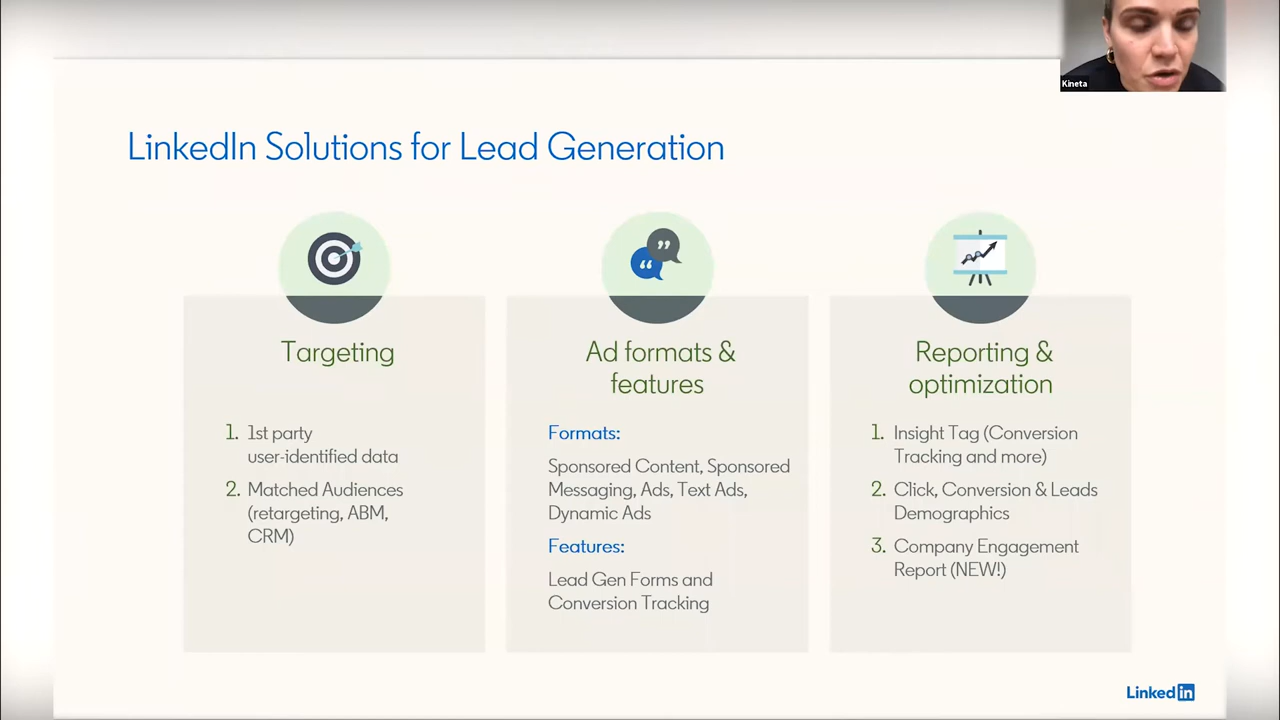 Kineta
LinkedIn Solutions for Lead Generation
Targeting
1. 1st party
user-identified data
2. Matched Audiences
(retargeting, ABM,
CRM)
Ad formats &
features
Formats:
Sponsored Content, Sponsored
Messaging, Ads, Text Ads,
Dynamic Ads
Features:
Lead Gen Forms and
Conversion Tracking
Reporting &
optimization
1. Insight Tag (Conversion
Tracking and more)
2. Click, Conversion & Leads
Demographics
3. Company Engagement
Report (NEW!)
Linked in